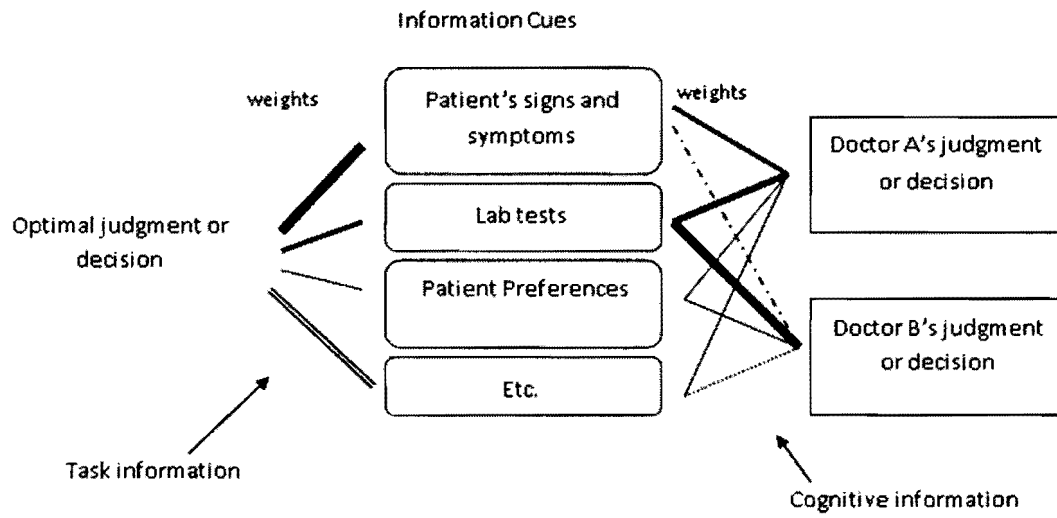 Information Cues
weights
Patient's signs and
symptoms
weights
Doctor A's judgment
or decision
Lab tests
Optimal judgment or
decision
Patient Preferences
Doctor B's judgment
or decision
Etc.
Task information
Cognitive information